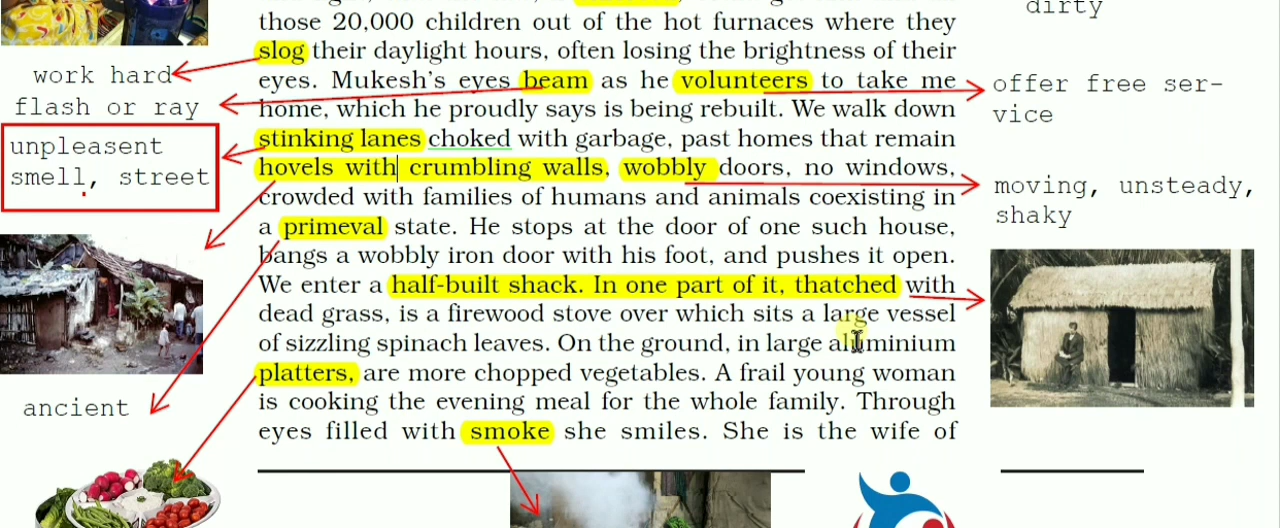 dirty
those 20,000 children out of the hot furnaces where they
slog their daylight hours, often losing the brightness of their
eyes. Mukesh's eyes beam as he volunteers to take me
home, which he proudly says is being rebuilt. We walk down
stinking lanes choked with garbage, past homes that remain
hovels with crumbling walls, wobbly doors, no windows,
crowded with families of humans and animals coexisting in
a primeval state. He stops at the door of one such house,
bangs a wobbly iron door with his foot, and pushes it open.
We enter a half-built shack. In one part of it, thatched with
dead grass, is a firewood stove over which sits a large vessel
of sizzling spinach leaves. On the ground, in large aluminium
platters, are more chopped vegetables. A frail young woman
is cooking the evening meal for the whole family. Through
eyes filled with smoke she smiles. She is the wife of
work hard
flash or ray
unpleasent
smell, street
ancient
offer free ser-
vice
moving, unsteady,
shaky